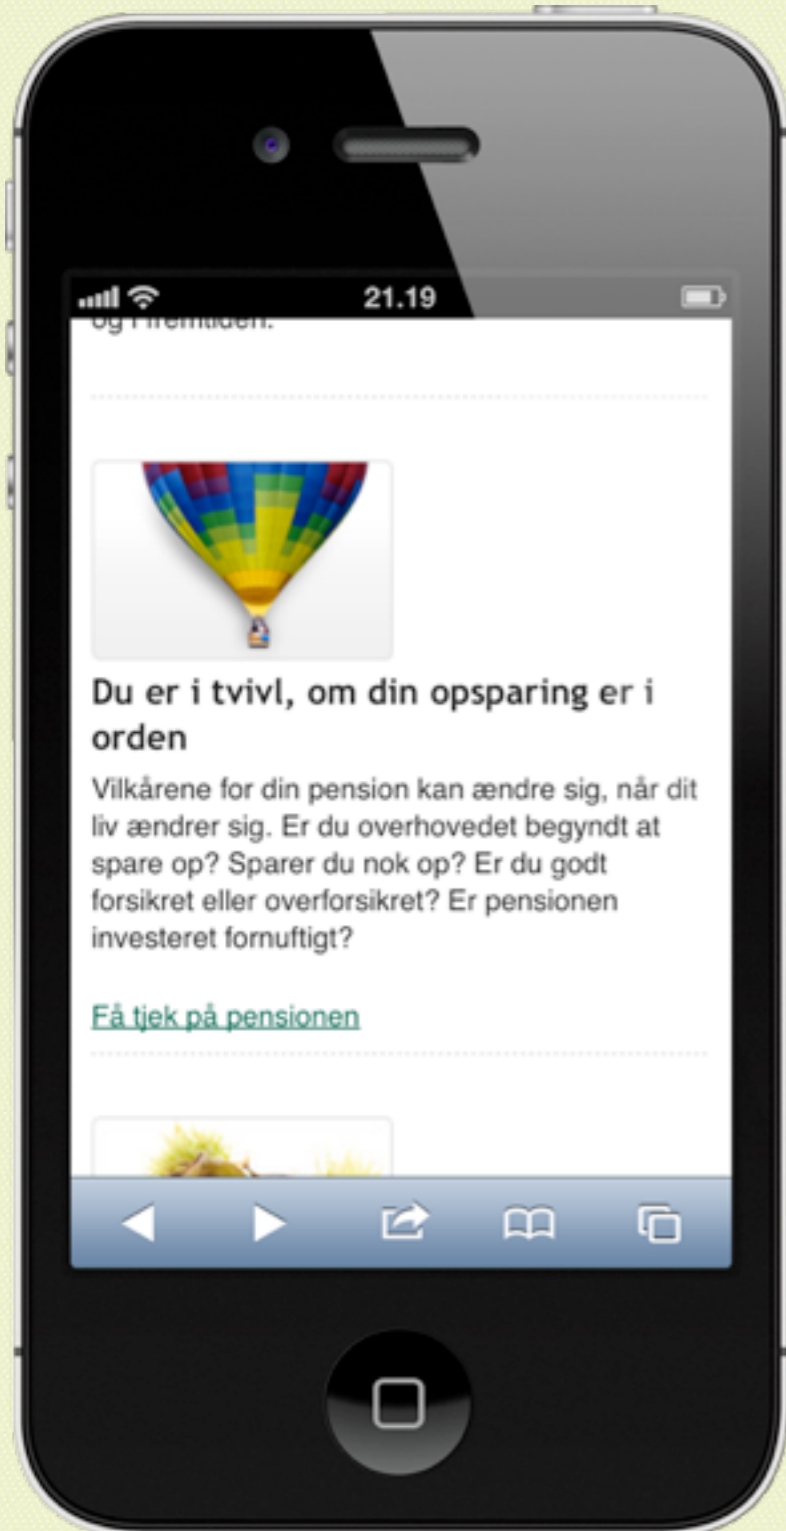 21.19
og i fremtiden.
Du er i tvivl, om din opsparing er i
orden
Vilkårene for din pension kan ændre sig, når dit
liv ændrer sig. Er du overhovedet begyndt at
spare op? Sparer du nok op? Er du godt
forsikret eller overforsikret? Er pensionen
investeret fornuftigt?
Få tjek på pensionen